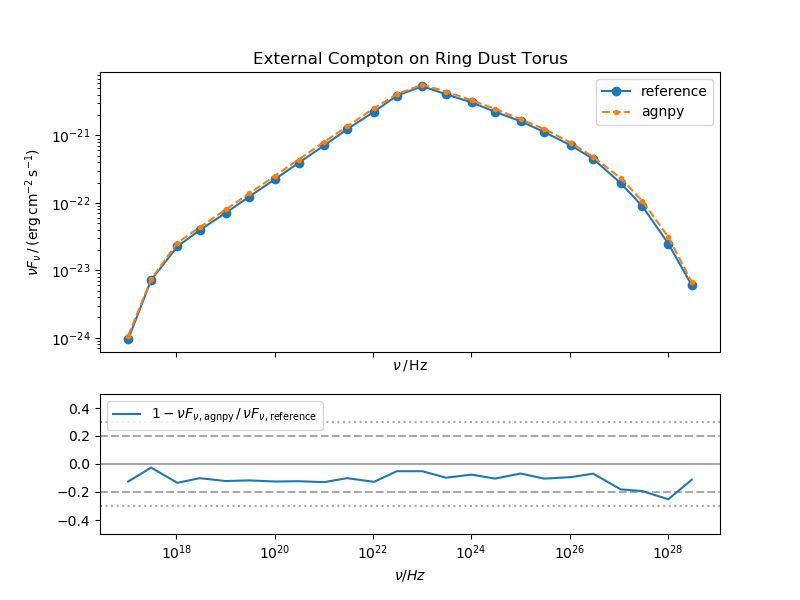 External Compton on Ring Dust Torus
reference
agnpy
10⁻²¹
10⁻²²
10⁻²³
10⁻²⁴
νFν / (erg cm⁻² s⁻¹)
ν / Hz
1 − νFν, agnpy / νFν, reference
0.4
0.2
0.0
−0.2
−0.4
10¹⁸ 10²⁰ 10²² 10²⁴ 10²⁶ 10²⁸
ν/Hz